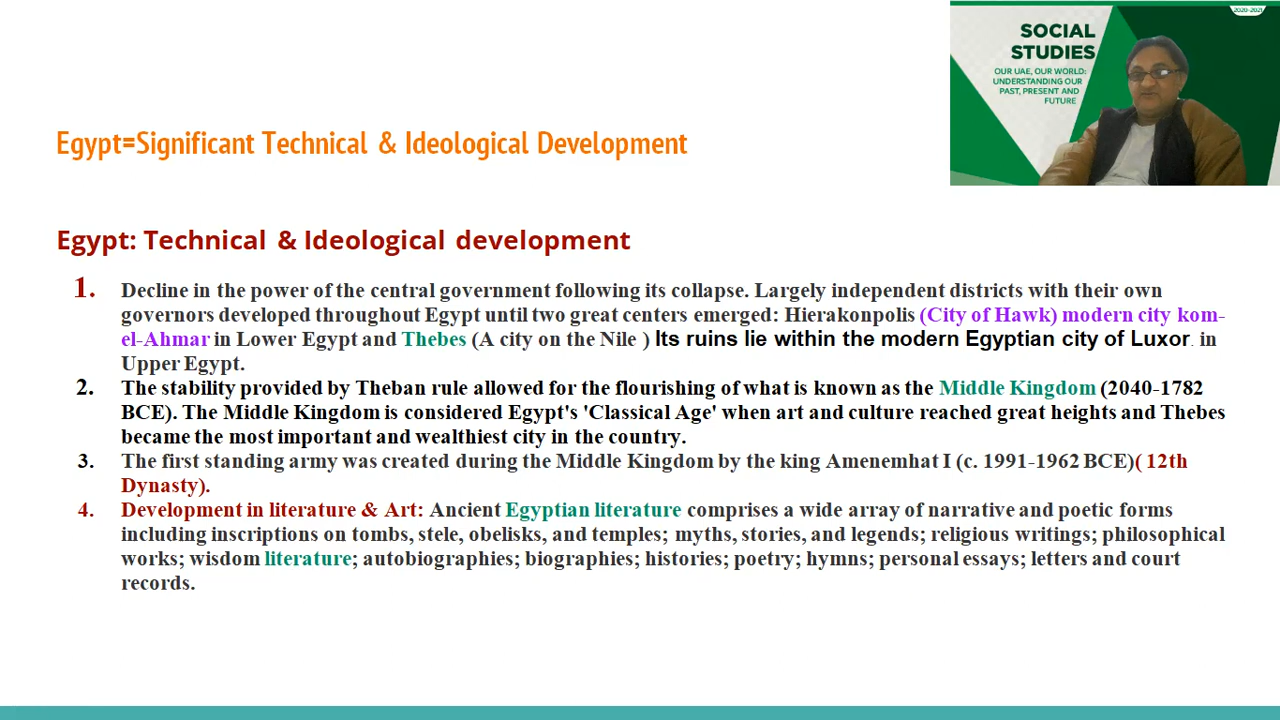 2020-2021
SOCIAL
STUDIES
OUR UAE, OUR WORLD:
UNDERSTANDING OUR
PAST, PRESENT AND
FUTURE
Egypt=Significant Technical & Ideological Development
Egypt: Technical & Ideological development
1. Decline in the power of the central government following its collapse. Largely independent districts with their own
governors developed throughout Egypt until two great centers emerged: Hierakonpolis (City of Hawk) modern city kom-
el-Ahmar in Lower Egypt and Thebes (A city on the Nile ) Its ruins lie within the modern Egyptian city of Luxor. in
Upper Egypt.
2. The stability provided by Theban rule allowed for the flourishing of what is known as the Middle Kingdom (2040-1782
BCE). The Middle Kingdom is considered Egypt's 'Classical Age' when art and culture reached great heights and Thebes
became the most important and wealthiest city in the country.
3. The first standing army was created during the Middle Kingdom by the king Amenemhat I (c. 1991-1962 BCE)( 12th
Dynasty).
4. Development in literature & Art: Ancient Egyptian literature comprises a wide array of narrative and poetic forms
including inscriptions on tombs, stele, obelisks, and temples; myths, stories, and legends; religious writings; philosophical
works; wisdom literature; autobiographies; biographies; histories; poetry; hymns; personal essays; letters and court
records.